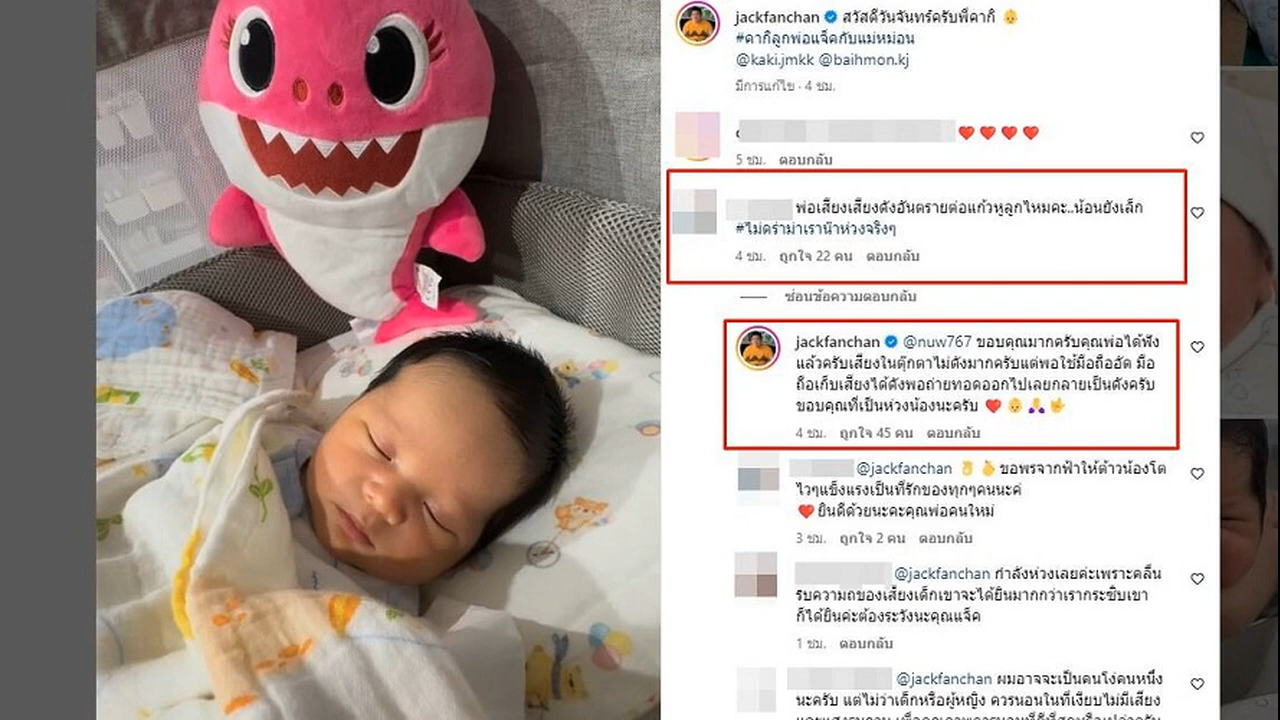 jackfanchan สวัสดีวันจันทร์ครับพี่คากิ
#คากิลูกพ่อแจ็คกับแม่หม่อน
@kaki.jmkk @baihmon.kj
มีการแก้ไข · 4 ชม.
5 ชม. ตอบกลับ
พ่อเสียงเสียงดังอันตรายต่อแก้วหูลูกไหมคะ..น้อนยังเล็ก
#ไม่ดร่าม่าเราน๊าห่วงจริงๆ
4 ชม. ถูกใจ 22 คน ตอบกลับ
ซ่อนข้อความตอบกลับ
jackfanchan @nuw767 ขอบคุณมากครับคุณพ่อได้ฟัง
แล้วครับเสียงในตุ๊กตาไม่ดังมากครับแต่พอใช้มือถืออัด มือ
ถือเก็บเสียงได้ดังพอถ่ายทอดออกไปเลยกลายเป็นดังครับ
ขอบคุณที่เป็นห่วงน้องนะครับ ❤️ 👶 🙏 🤟
4 ชม. ถูกใจ 45 คน ตอบกลับ
@jackfanchan ขอพรจากฟ้าให้ต้าวน้องโต
ไวๆแข็งแรงเป็นที่รักของทุกๆคนนะค่
❤️ยินดีด้วยนะคะคุณพ่อคนใหม่
3 ชม. ถูกใจ 2 คน ตอบกลับ
@jackfanchan กำลังห่วงเลยค่ะเพราะคลื่น
รับความถของเสียงเด็กเขาจะได้ยินมากกว่าเรากระซิบเขา
ก็ได้ยินค่ะต้องระวังนะคุณแจ็ค
1 ชม. ตอบกลับ
@jackfanchan ผมอาจจะเป็นคนโง่คนหนึ่ง
นะครับ แต่ไม่ว่าเด็กหรือผู้หญิง ควรนอนในที่เงียบไม่มีเสียง